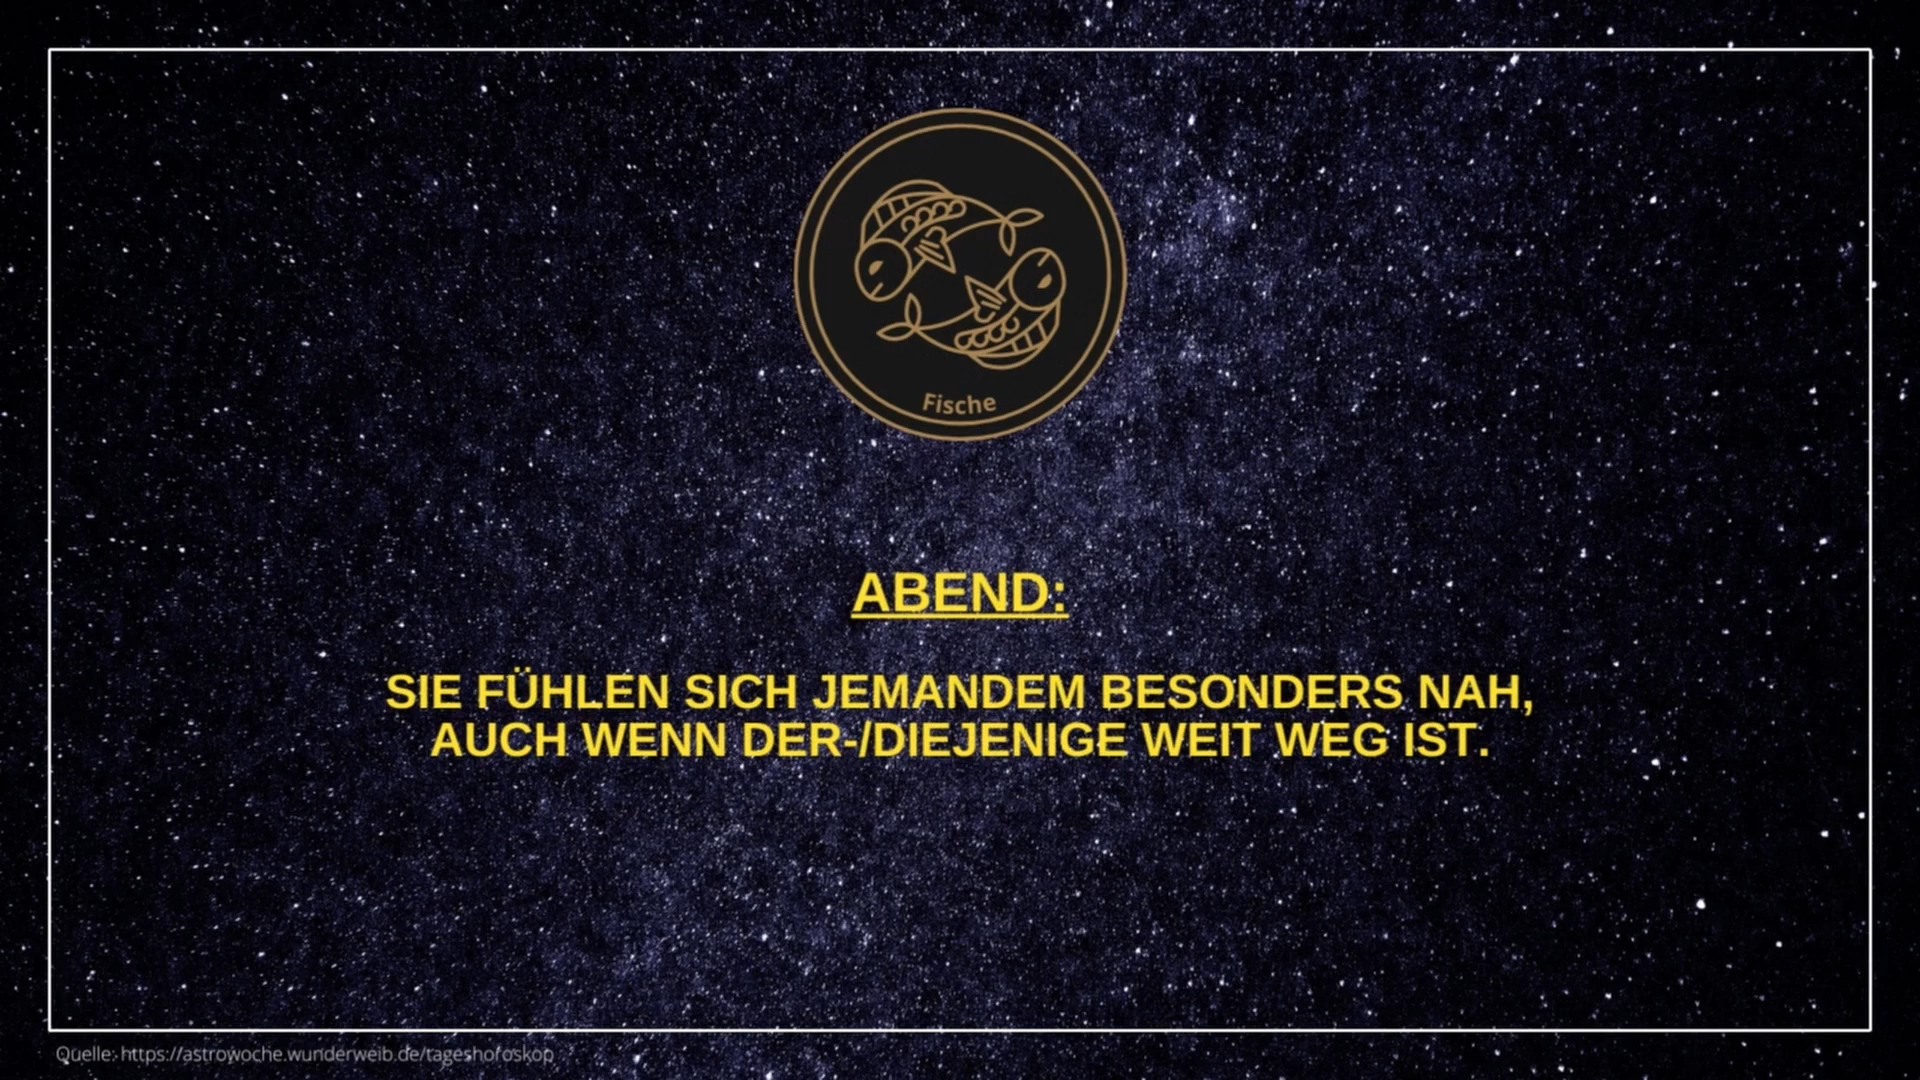 Fische
ABEND:
SIE FÜHLEN SICH JEMANDEM BESONDERS NAH,
AUCH WENN DER-/DIEJENIGE WEIT WEG IST.
Quelle: https://astrowoche.wunderweib.de/tageshoroskop